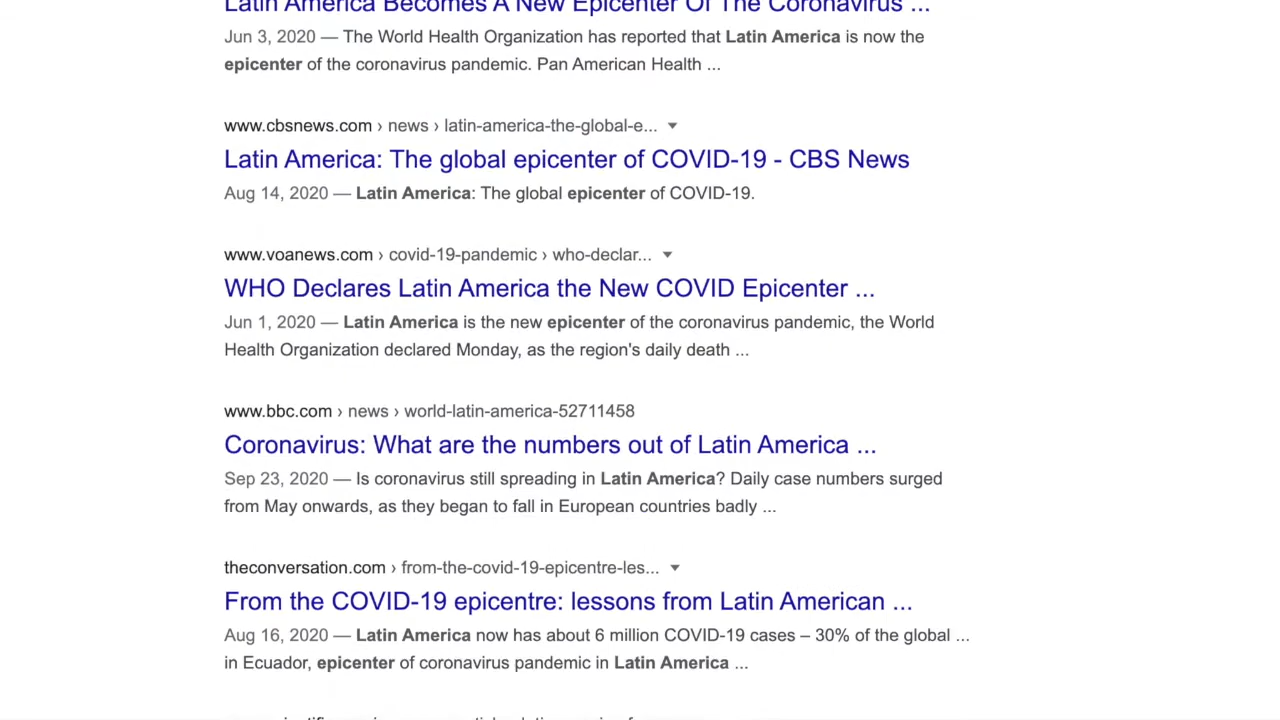 Latin America Becomes A New Epicenter Of The Coronavirus ...
Jun 3, 2020 — The World Health Organization has reported that Latin America is now the
epicenter of the coronavirus pandemic. Pan American Health ...
www.cbsnews.com › news › latin-america-the-global-e...
Latin America: The global epicenter of COVID-19 - CBS News
Aug 14, 2020 — Latin America: The global epicenter of COVID-19.
www.voanews.com › covid-19-pandemic › who-declar...
WHO Declares Latin America the New COVID Epicenter ...
Jun 1, 2020 — Latin America is the new epicenter of the coronavirus pandemic, the World
Health Organization declared Monday, as the region's daily death ...
www.bbc.com › news › world-latin-america-52711458
Coronavirus: What are the numbers out of Latin America ...
Sep 23, 2020 — Is coronavirus still spreading in Latin America? Daily case numbers surged
from May onwards, as they began to fall in European countries badly ...
theconversation.com › from-the-covid-19-epicentre-les...
From the COVID-19 epicentre: lessons from Latin American ...
Aug 16, 2020 — Latin America now has about 6 million COVID-19 cases – 30% of the global ...
in Ecuador, epicenter of coronavirus pandemic in Latin America ...